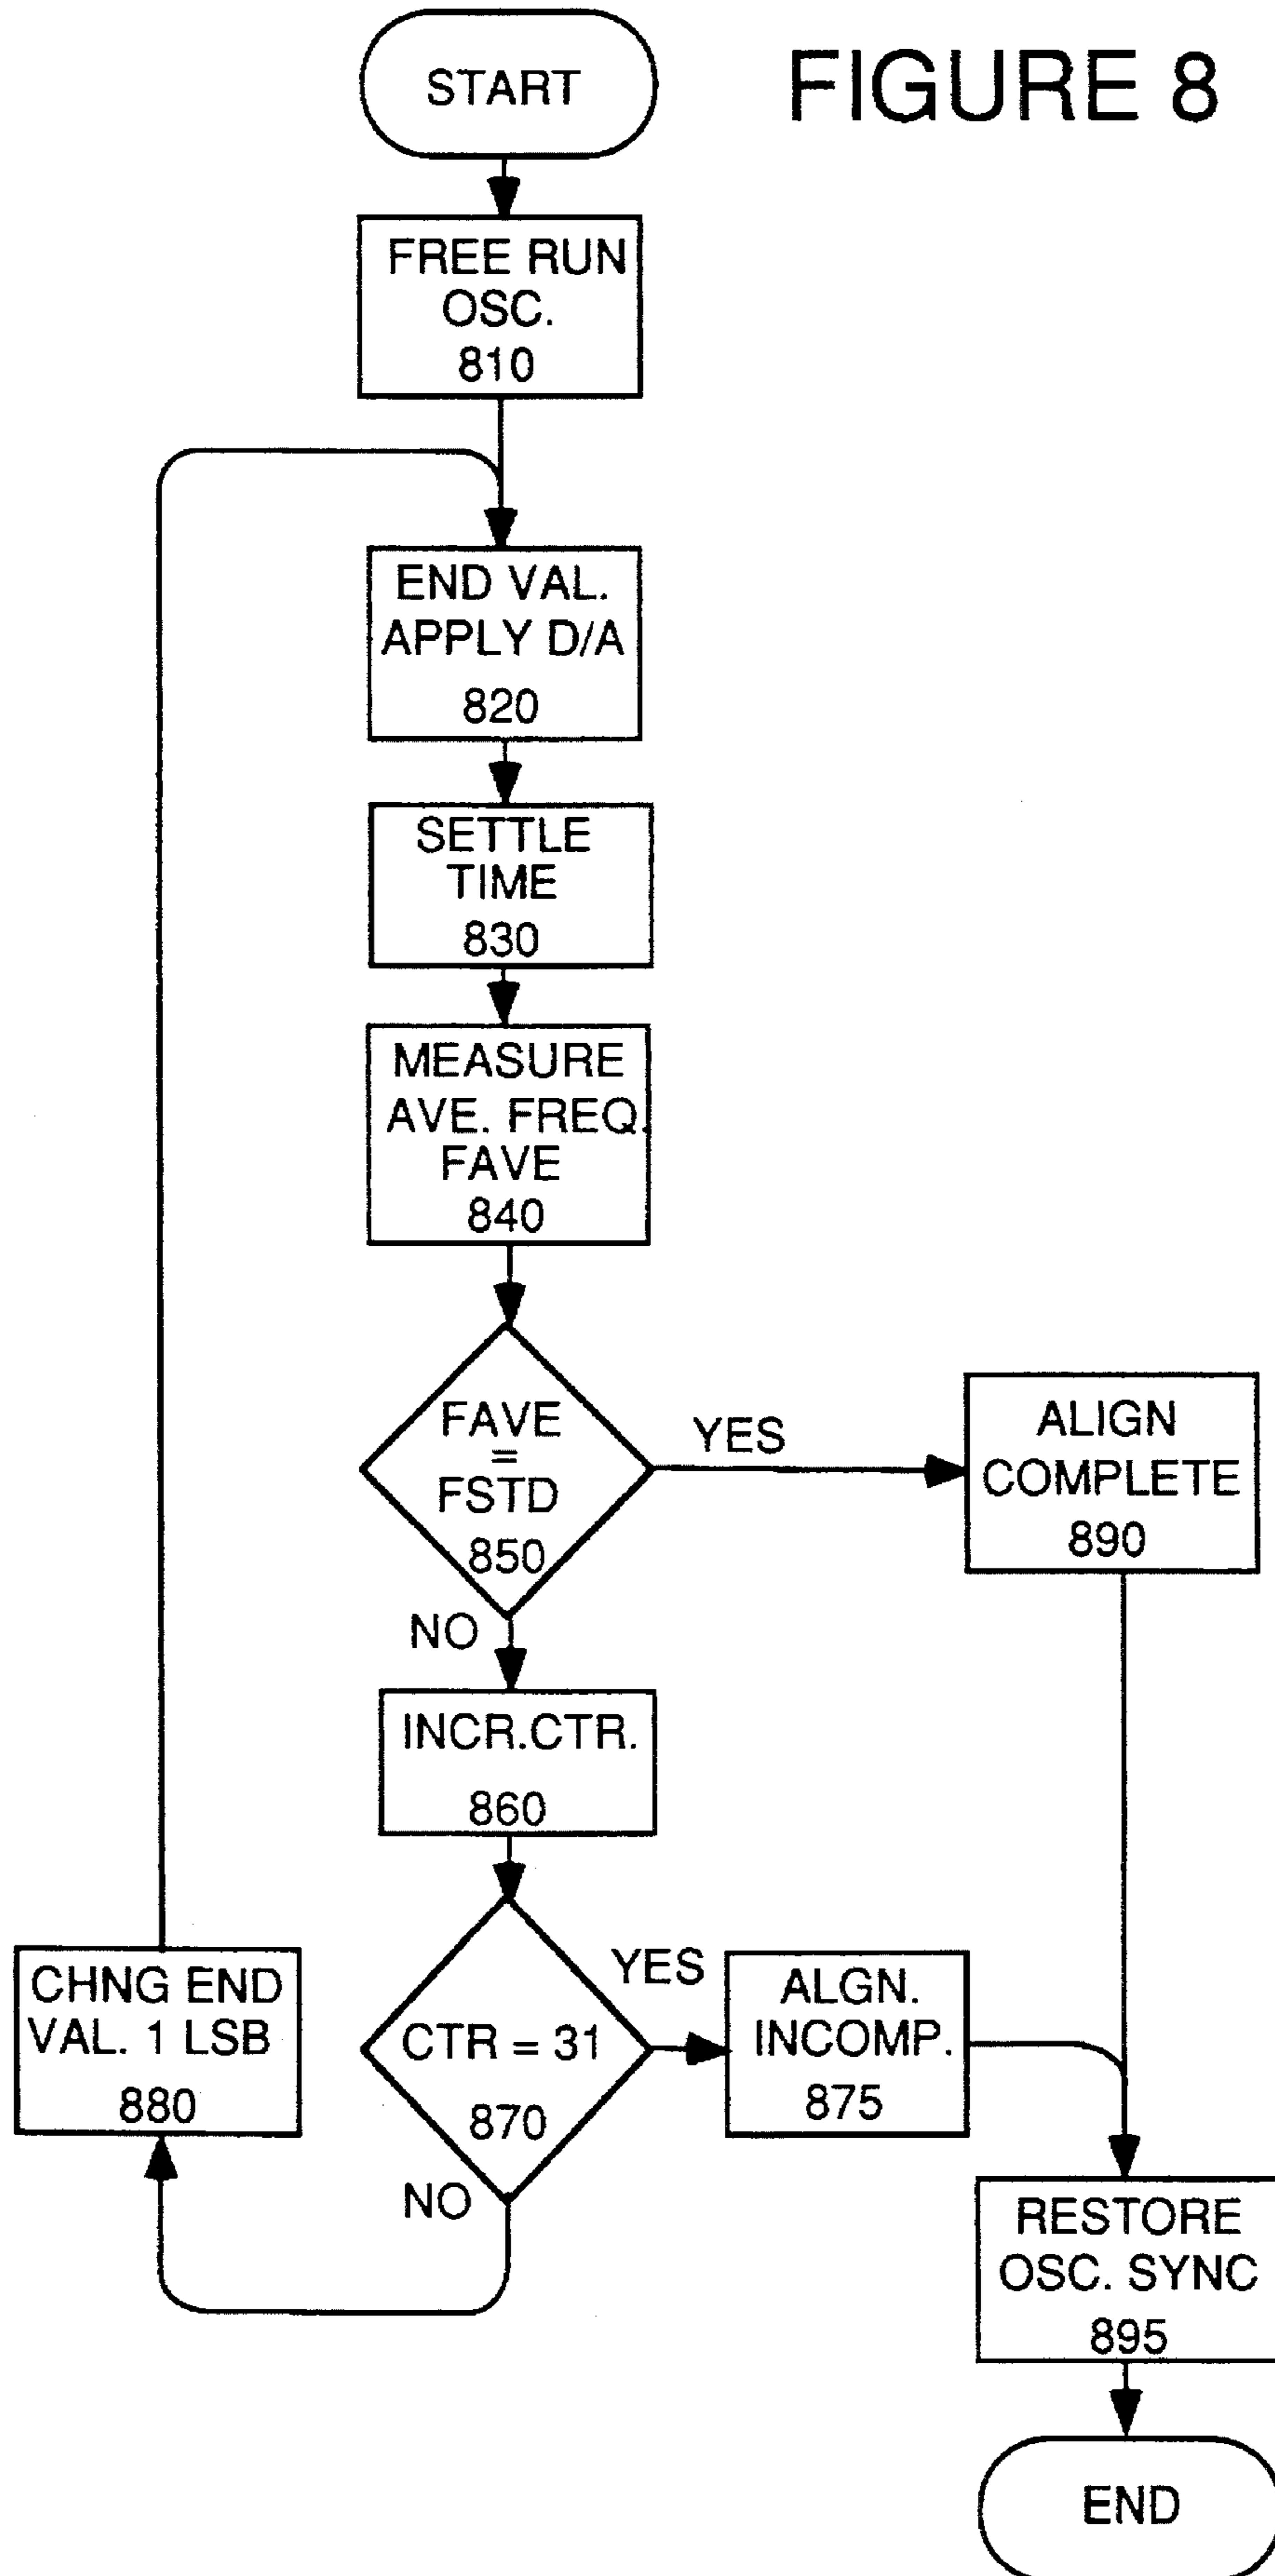 FIGURE 8
START
FREE RUN
OSC.
810
END VAL.
APPLY D/A
820
SETTLE
TIME
830
MEASURE
AVE. FREQ.
FAVE
840
FAVE
=
FSTD
850
YES
ALIGN
COMPLETE
890
NO
INCR.CTR.
860
CTR = 31
870
YES
ALGN.
INCOMP.
875
NO
CHNG END
VAL. 1 LSB
880
RESTORE
OSC. SYNC
895
END